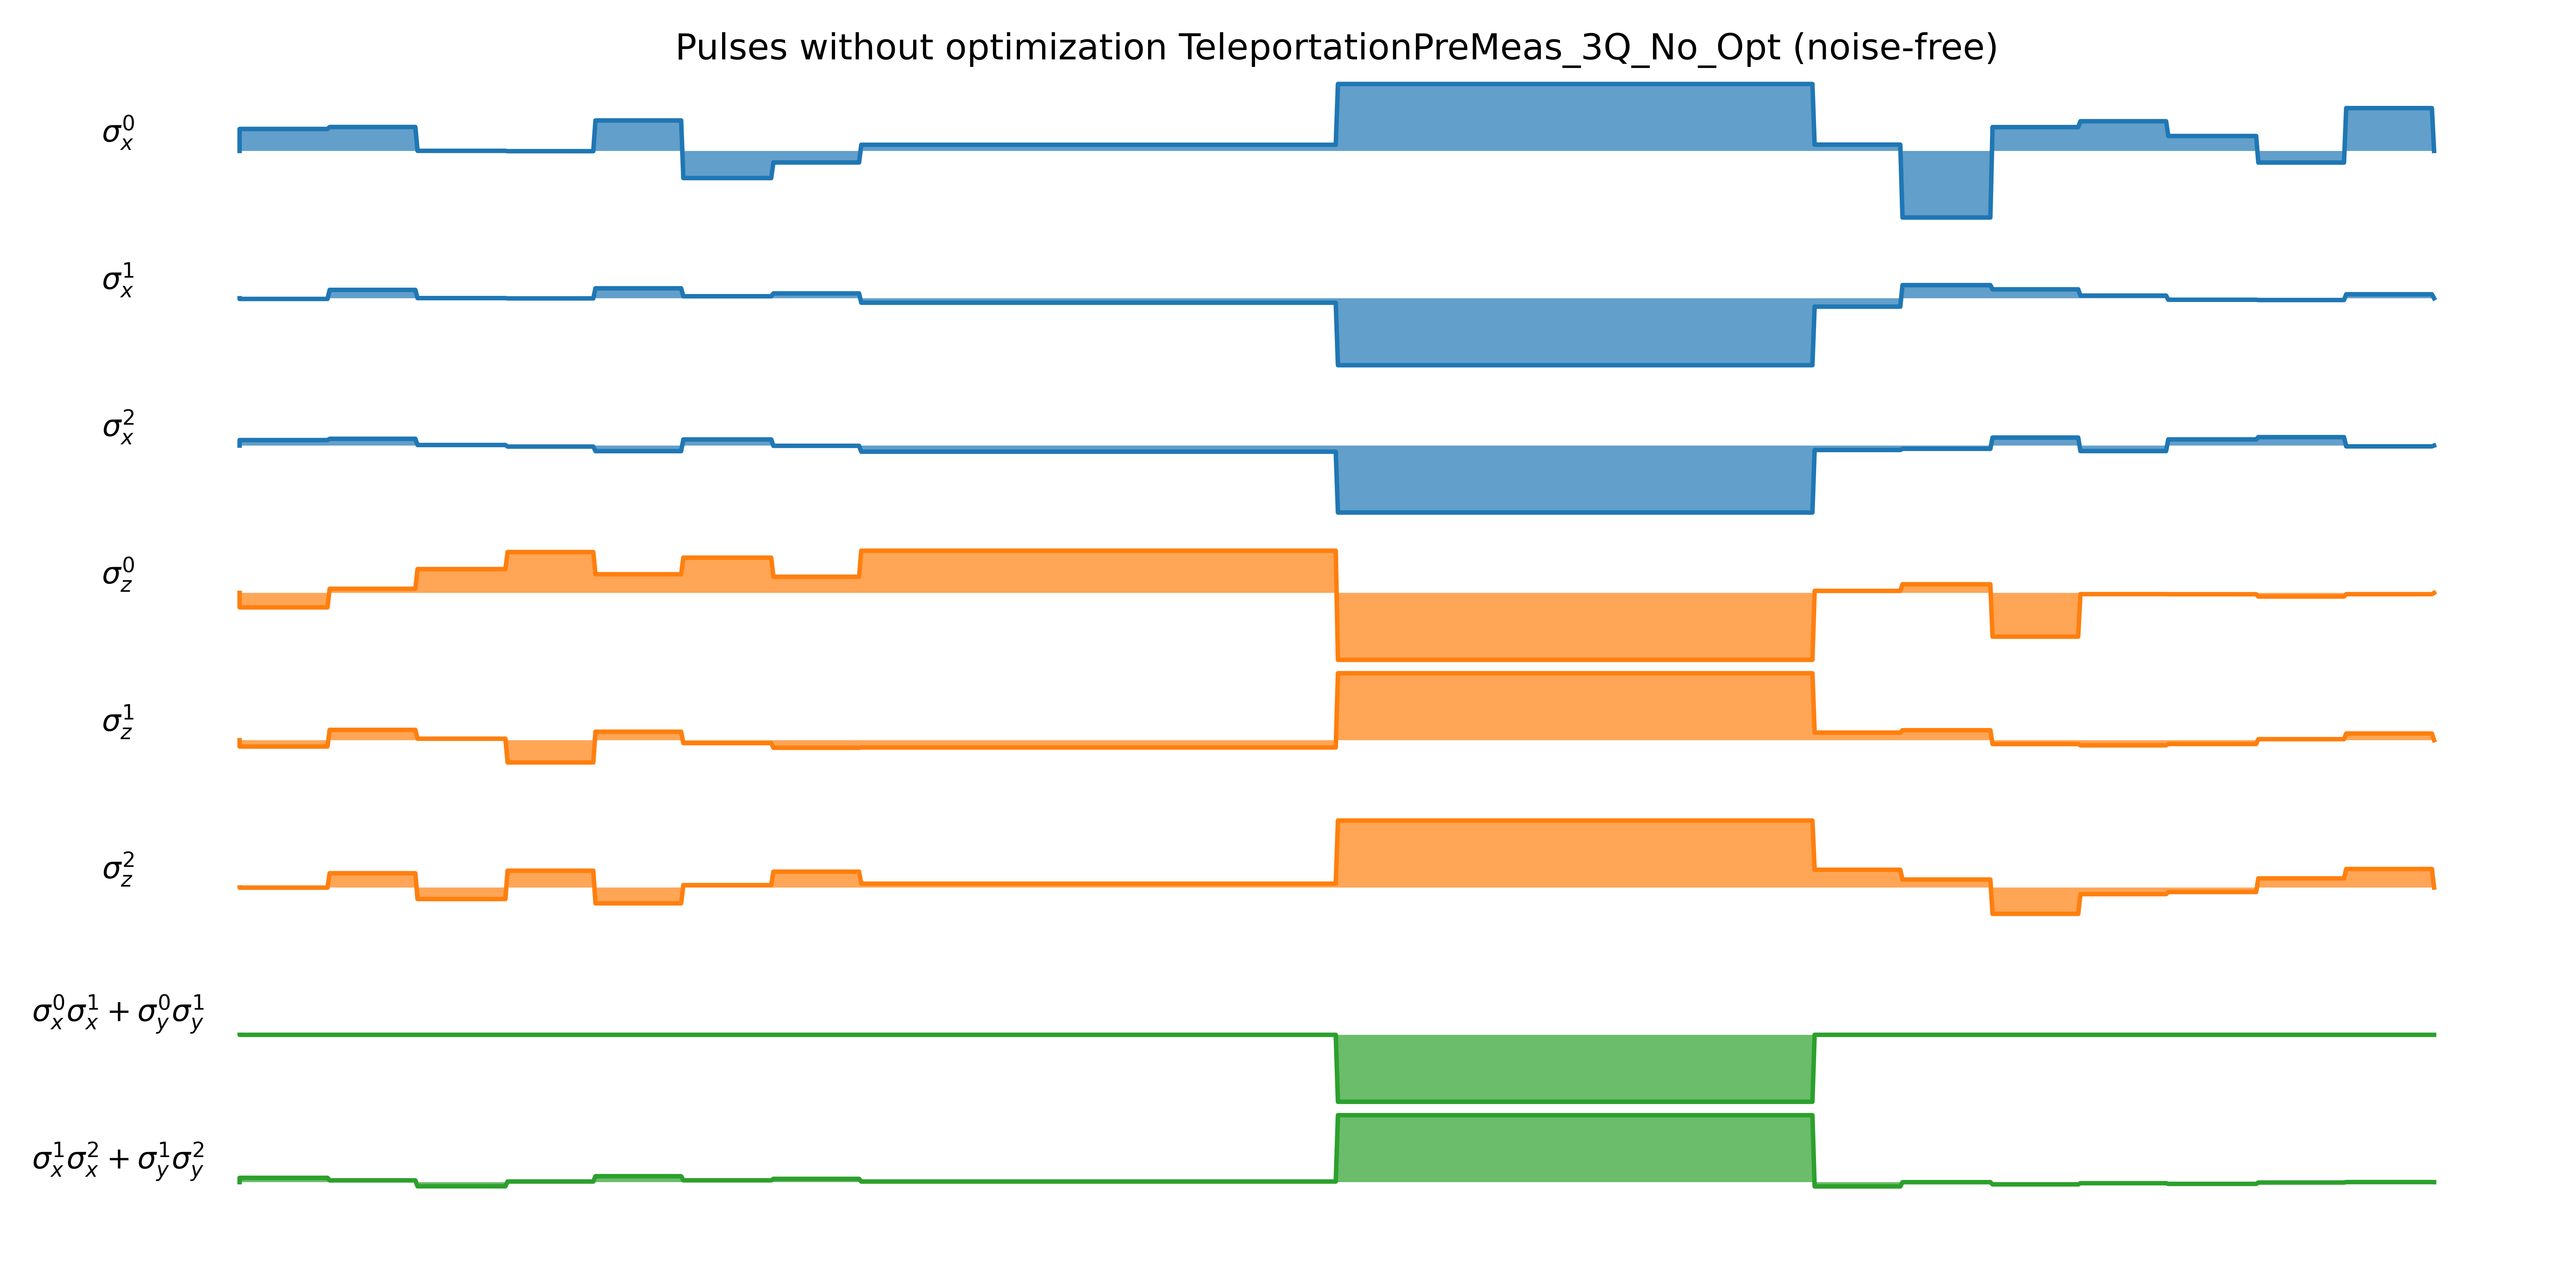 Pulses without optimization TeleportationPreMeas_3Q_No_Opt (noise-free)
σ_x^0
σ_x^1
σ_x^2
σ_z^0
σ_z^1
σ_z^2
σ_x^0σ_x^1 + σ_y^0σ_y^1
σ_x^1σ_x^2 + σ_y^1σ_y^2